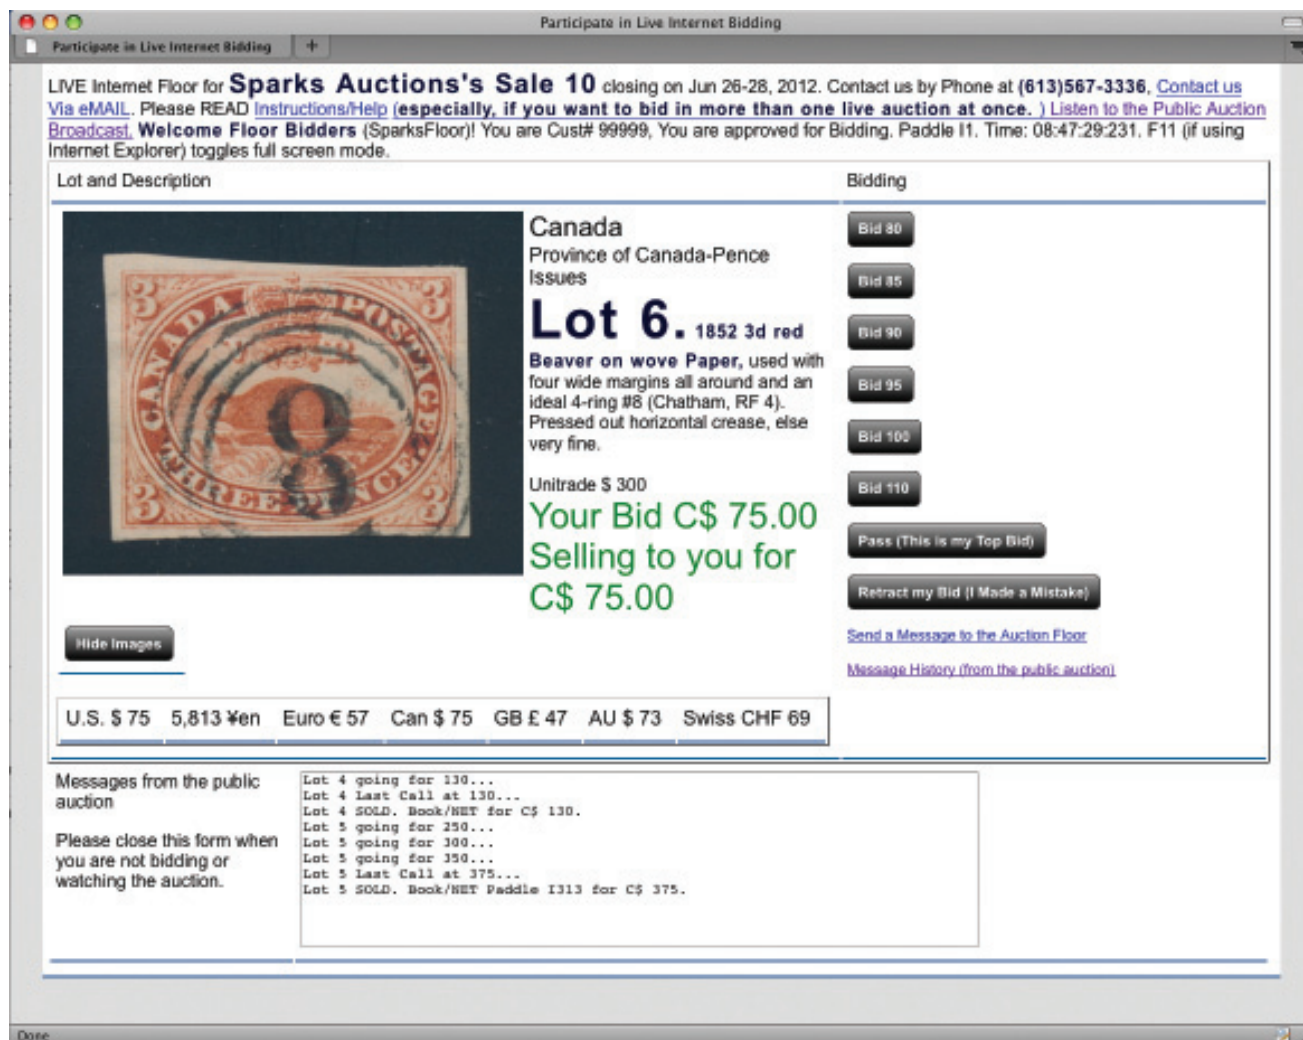 Participate in Live Internet Bidding
Participate in Live Internet Bidding +
LIVE Internet Floor for Sparks Auctions's Sale 10 closing on Jun 26-28, 2012. Contact us by Phone at (613)567-3336, Contact us
Via eMAIL. Please READ Instructions/Help (especially, if you want to bid in more than one live auction at once. ) Listen to the Public Auction
Broadcast. Welcome Floor Bidders (SparksFloor)! You are Cust# 99999, You are approved for Bidding. Paddle I1. Time: 08:47:29:231. F11 (if using
Internet Explorer) toggles full screen mode.
Lot and Description
Bidding
3 3
CANADA POSTAGE
8
THREE PENCE
3 3
Canada
Province of Canada-Pence
Issues
Lot 6. 1852 3d red
Beaver on wove Paper, used with
four wide margins all around and an
ideal 4-ring #8 (Chatham, RF 4).
Pressed out horizontal crease, else
very fine.
Unitrade $ 300
Your Bid C$ 75.00
Selling to you for
C$ 75.00
Hide Images
Bid 80
Bid 85
Bid 90
Bid 95
Bid 100
Bid 110
Pass (This is my Top Bid)
Retract my Bid (I Made a Mistake)
Send a Message to the Auction Floor
Message History (from the public auction)
U.S. $ 75 5,813 ¥en Euro € 57 Can $ 75 GB £ 47 AU $ 73 Swiss CHF 69
Messages from the public
auction
Please close this form when
you are not bidding or
watching the auction.
Lot 4 going for 130...
Lot 4 Last Call at 130...
Lot 4 SOLD. Book/NET for C$ 130.
Lot 5 going for 250...
Lot 5 going for 300...
Lot 5 going for 350...
Lot 5 Last Call at 375...
Lot 5 SOLD. Book/NET Paddle I313 for C$ 375.
Done